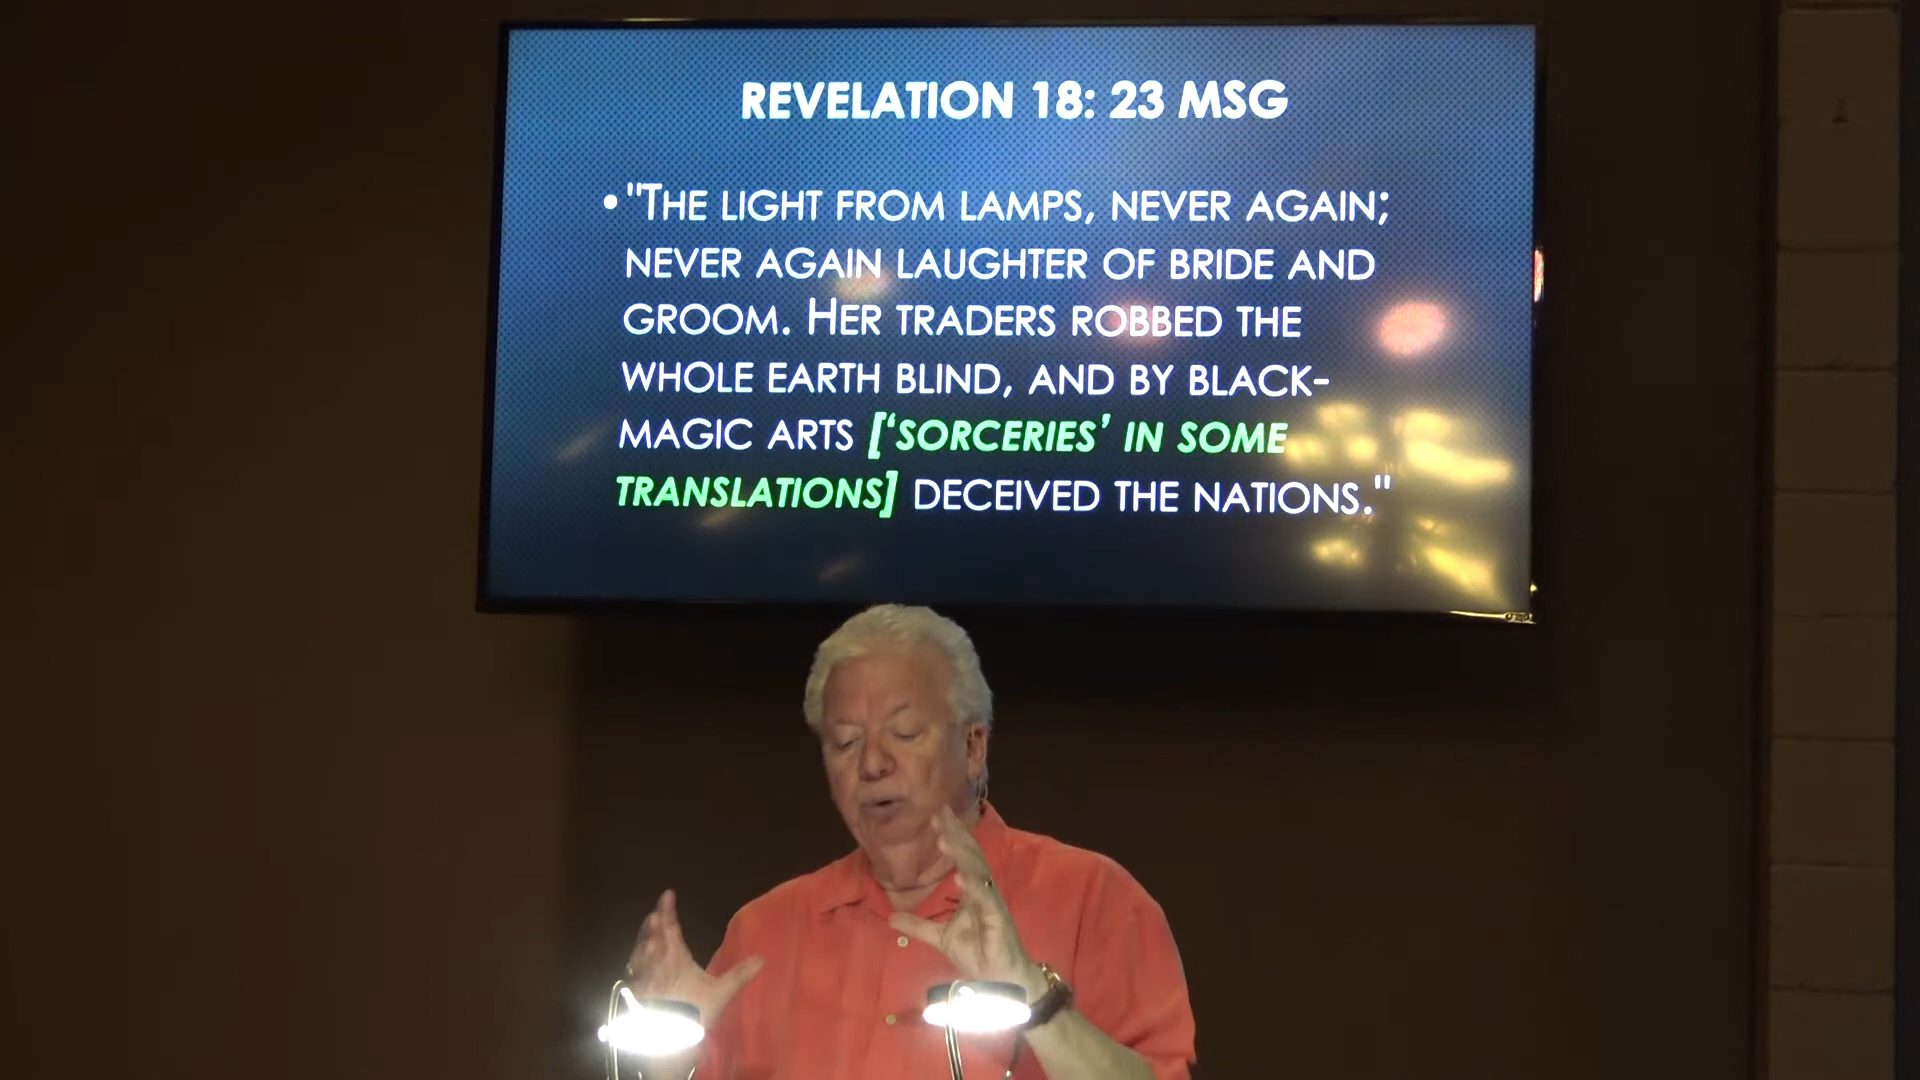 REVELATION 18: 23 MSG
• "THE LIGHT FROM LAMPS, NEVER AGAIN;
NEVER AGAIN LAUGHTER OF BRIDE AND
GROOM. HER TRADERS ROBBED THE
WHOLE EARTH BLIND, AND BY BLACK-
MAGIC ARTS [‘SORCERIES’ IN SOME
TRANSLATIONS] DECEIVED THE NATIONS."